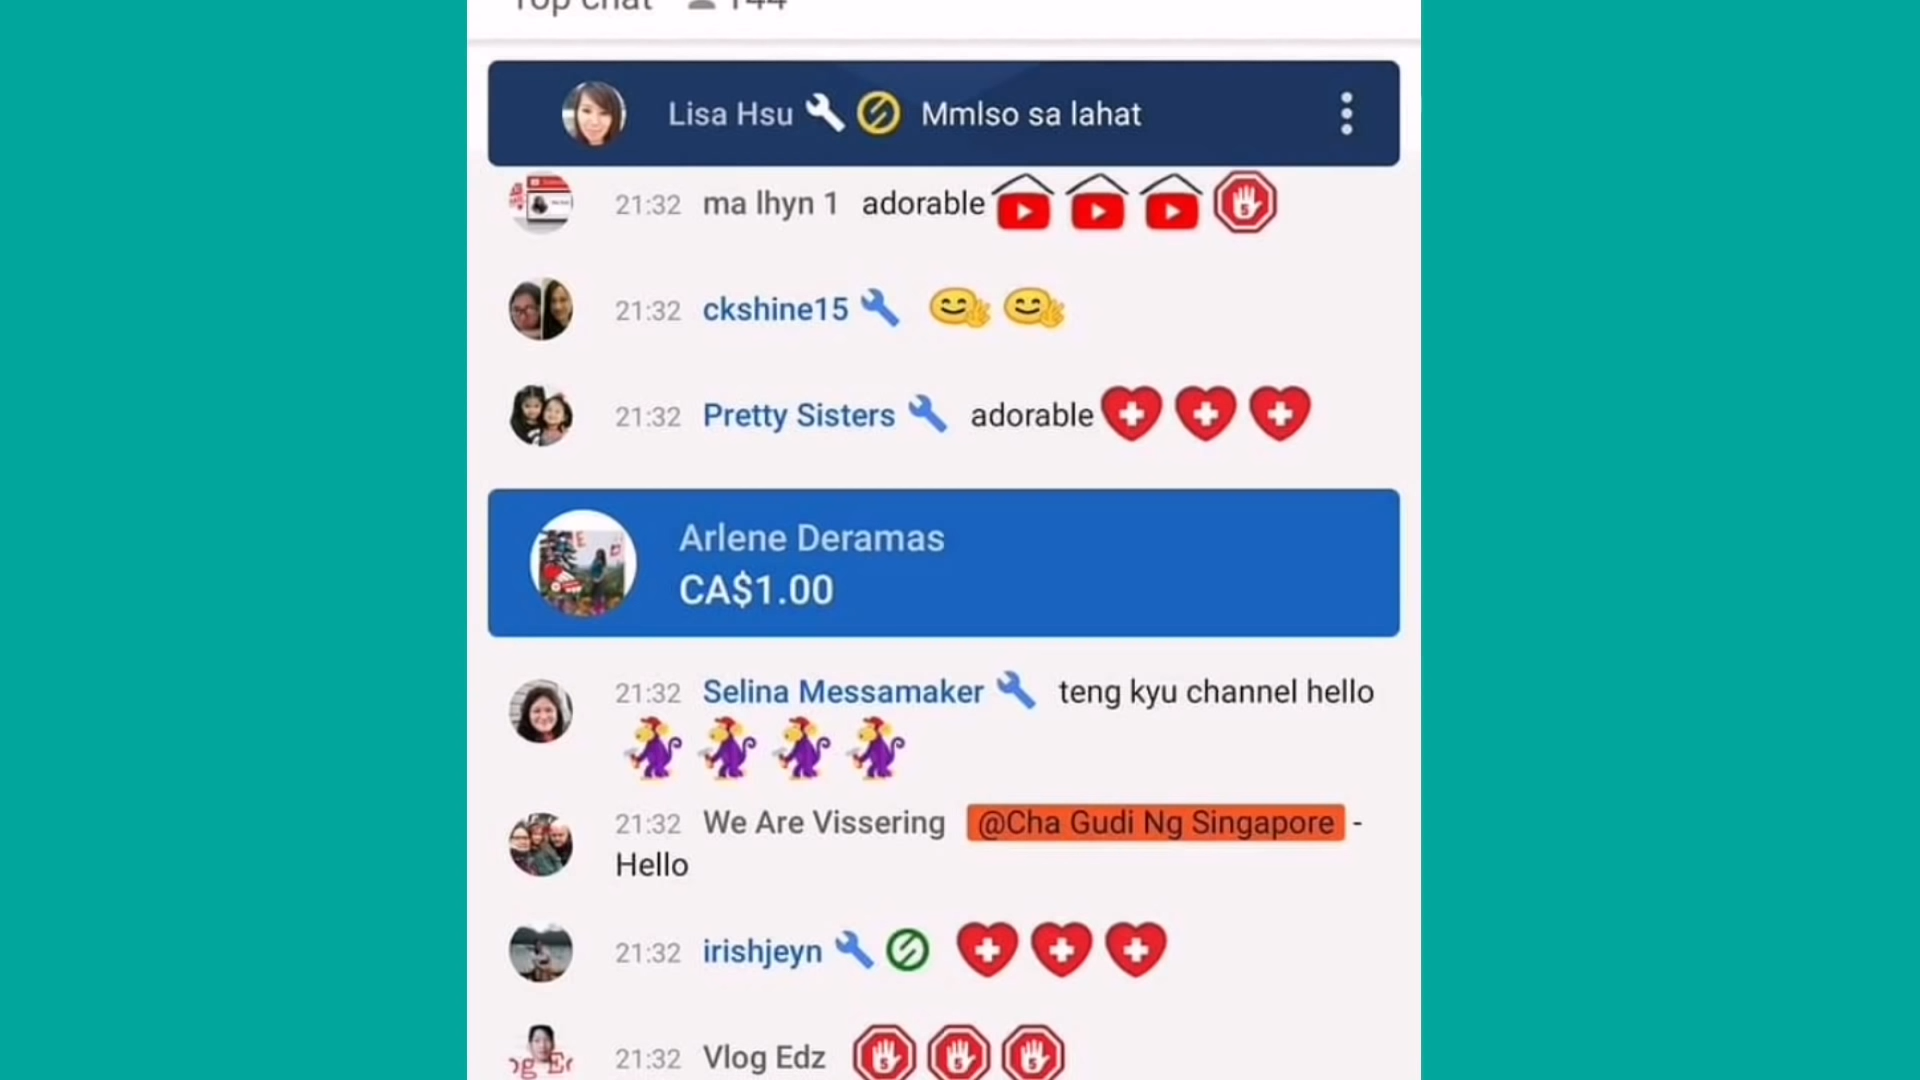 Top chat 144
Lisa Hsu Mmlso sa lahat
21:32 ma lhyn 1 adorable
21:32 ckshine15
21:32 Pretty Sisters adorable
Arlene Deramas
CA$1.00
21:32 Selina Messamaker teng kyu channel hello
21:32 We Are Vissering @Cha Gudi Ng Singapore -
Hello
21:32 irishjeyn
21:32 Vlog Edz